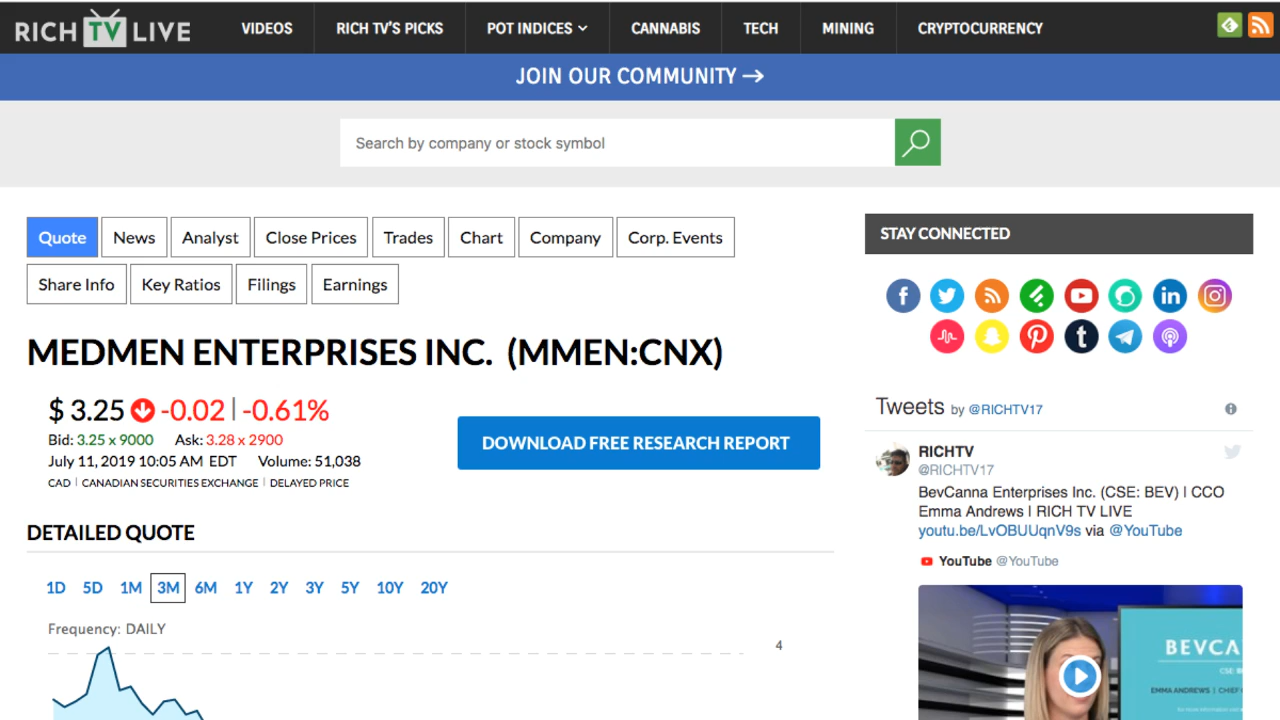 RICH TV LIVE
VIDEOS
RICH TV'S PICKS
POT INDICES
CANNABIS
TECH
MINING
CRYPTOCURRENCY
JOIN OUR COMMUNITY →
Search by company or stock symbol
Quote
News
Analyst
Close Prices
Trades
Chart
Company
Corp. Events
Share Info
Key Ratios
Filings
Earnings
MEDMEN ENTERPRISES INC. (MMEN:CNX)
$ 3.25 -0.02 | -0.61%
Bid: 3.25 x 9000 Ask: 3.28 x 2900
July 11, 2019 10:05 AM EDT Volume: 51,038
CAD | CANADIAN SECURITIES EXCHANGE | DELAYED PRICE
DOWNLOAD FREE RESEARCH REPORT
DETAILED QUOTE
1D 5D 1M 3M 6M 1Y 2Y 3Y 5Y 10Y 20Y
Frequency: DAILY
4
STAY CONNECTED
Tweets by @RICHTV17
RICHTV
@RICHTV17
BevCanna Enterprises Inc. (CSE: BEV) | CCO
Emma Andrews | RICH TV LIVE
youtu.be/LvOBUUqnV9s via @YouTube
YouTube @YouTube
BEVCA
CSE: B
EMMA ANDREWS | CHIEF